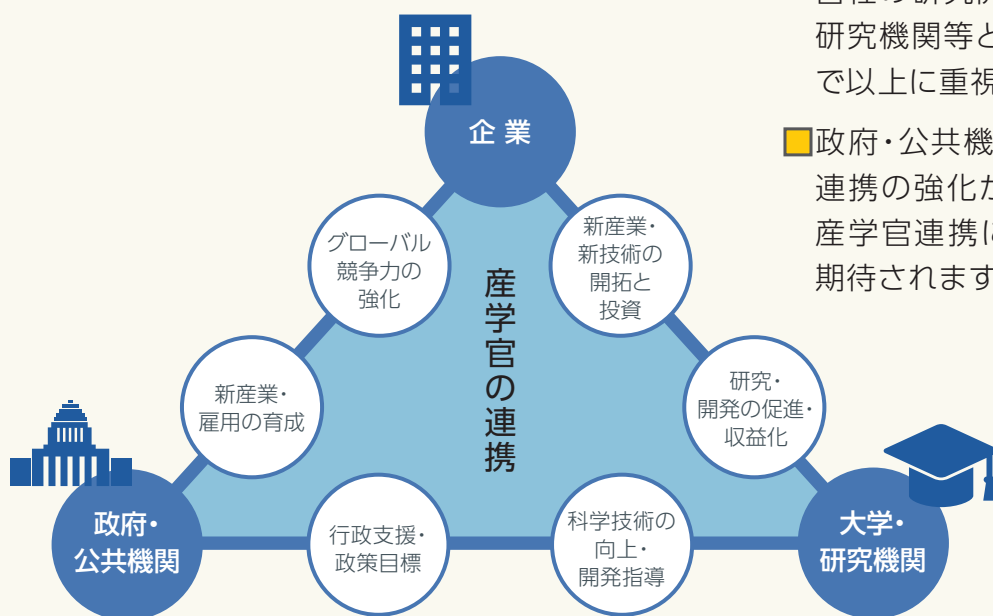 研究機関等と
で以上に重視
■政府・公共機
連携の強化が
産学官連携に
期待されます
企業
グローバル
競争力の
強化
新産業・
新技術の
開拓と
投資
産学官の連携
新産業・
雇用の育成
研究・
開発の促進・
収益化
政府・
公共機関
行政支援・
政策目標
科学技術の
向上・
開発指導
大学・
研究機関